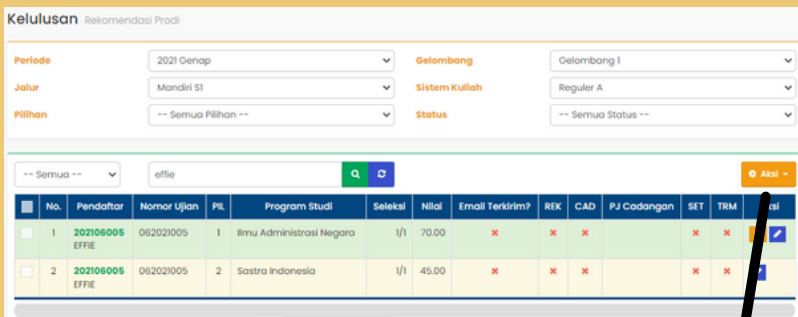 Kelulusan Rekomendasi Prodi
Periode 2021 Genap Gelombang Gelombang 1
Jalur Mandiri S1 Sistem Kuliah Reguler A
Pilihan -- Semua Pilihan -- Status -- Semua Status --
-- Semua -- effie Aksi
No. Pendaftar Nomor Ujian PIL Program Studi Seleksi Nilai Email Terkirim? REK CAD PJ Cadangan SET TRM
1 202106005 062021005 1 Ilmu Administrasi Negara 1/1 70.00
EFFIE
2 202106005 062021005 2 Sastra Indonesia 1/1 45.00
EFFIE